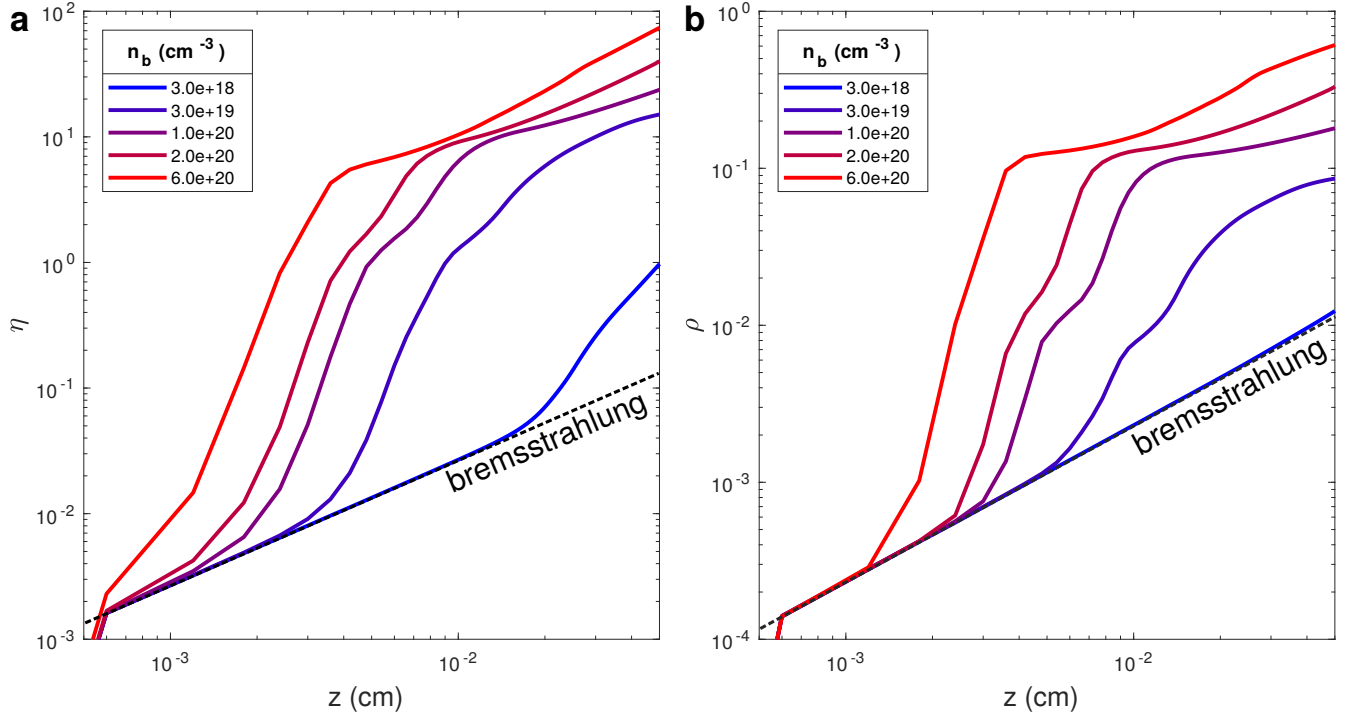 a
n_b (cm ^-3)
3.0e+18
3.0e+19
1.0e+20
2.0e+20
6.0e+20
10^2
10^1
10^0
10^-1
10^-2
10^-3
η
bremsstrahlung
10^-3
10^-2
z (cm)
b
n_b (cm ^-3)
3.0e+18
3.0e+19
1.0e+20
2.0e+20
6.0e+20
10^0
10^-1
10^-2
10^-3
10^-4
ρ
bremsstrahlung
10^-3
10^-2
z (cm)